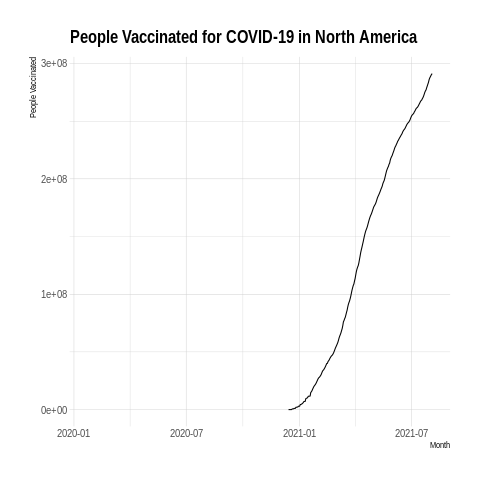 People Vaccinated for COVID-19 in North America
People Vaccinated
3e+08
2e+08
1e+08
0e+00
2020-01
2020-07
2021-01
2021-07
Month